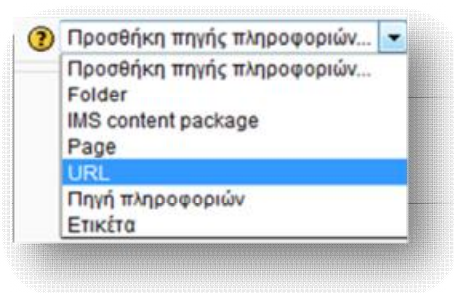 Προσθήκη πηγής πληροφοριών...
Προσθήκη πηγής πληροφοριών...
Folder
IMS content package
Page
URL
Πηγή πληροφοριών
Ετικέτα